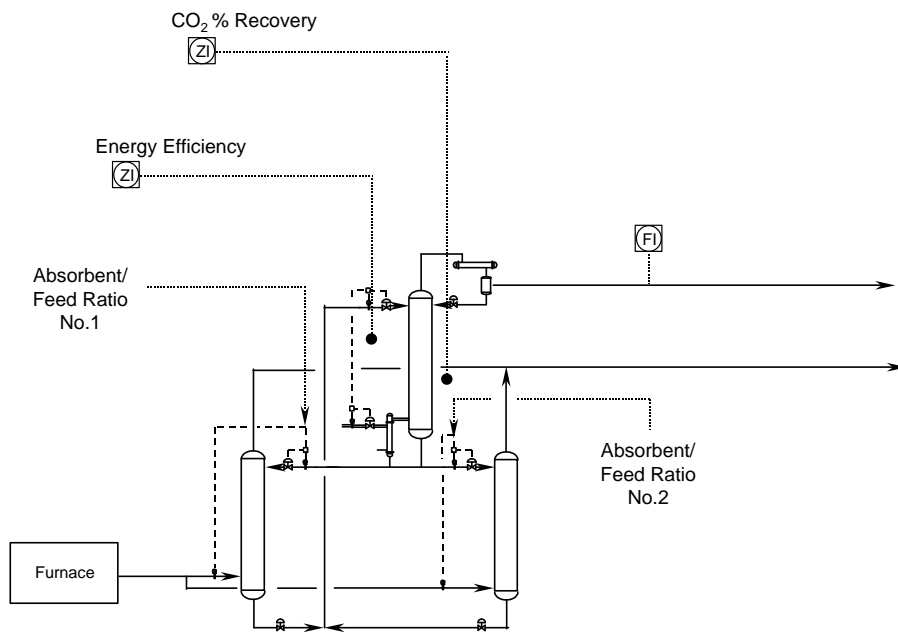 CO₂ % Recovery
ZI
Energy Efficiency
ZI
FI
Absorbent/
Feed Ratio
No.1
Absorbent/
Feed Ratio
No.2
Furnace